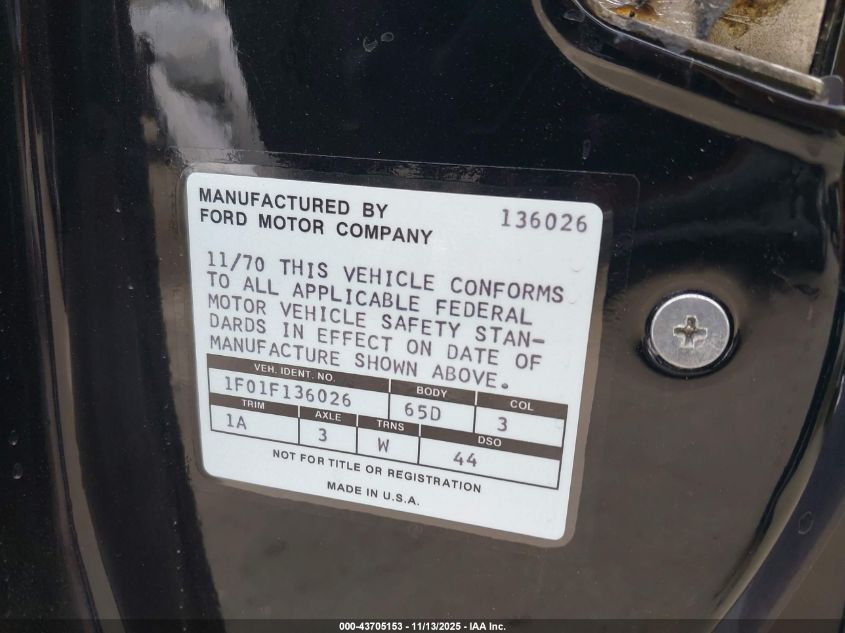 MANUFACTURED BY
FORD MOTOR COMPANY
136026
11/70 THIS VEHICLE CONFORMS
TO ALL APPLICABLE FEDERAL
MOTOR VEHICLE SAFETY STAN-
DARDS IN EFFECT ON DATE OF
MANUFACTURE SHOWN ABOVE.
VEH. IDENT. NO. BODY COL
1F01F136026 65D 3
TRIM AXLE TRNS DSO
1A 3 W 44
NOT FOR TITLE OR REGISTRATION
MADE IN U.S.A.
000-43705153 - 11/13/2025 - IAA Inc.